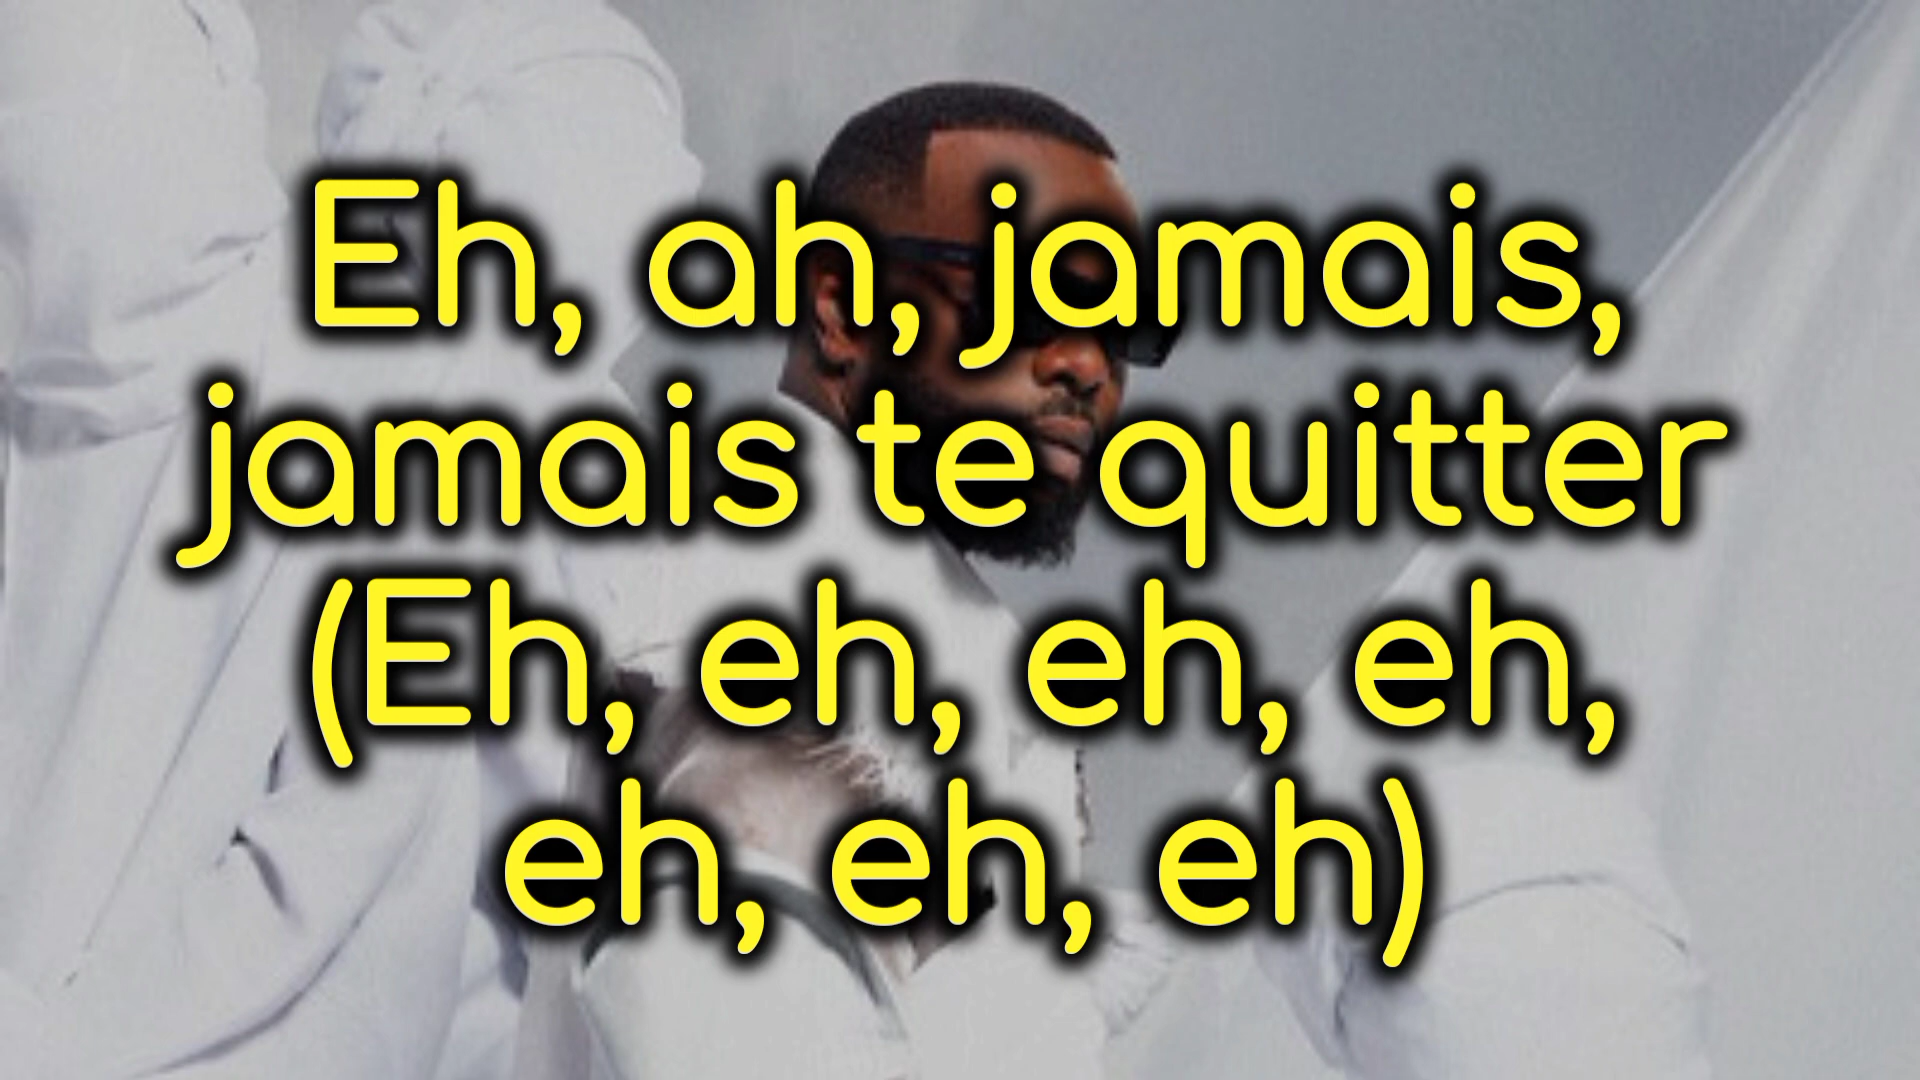 Eh, ah, jamais,
jamais te quitter
(Eh, eh, eh, eh,
eh, eh, eh)